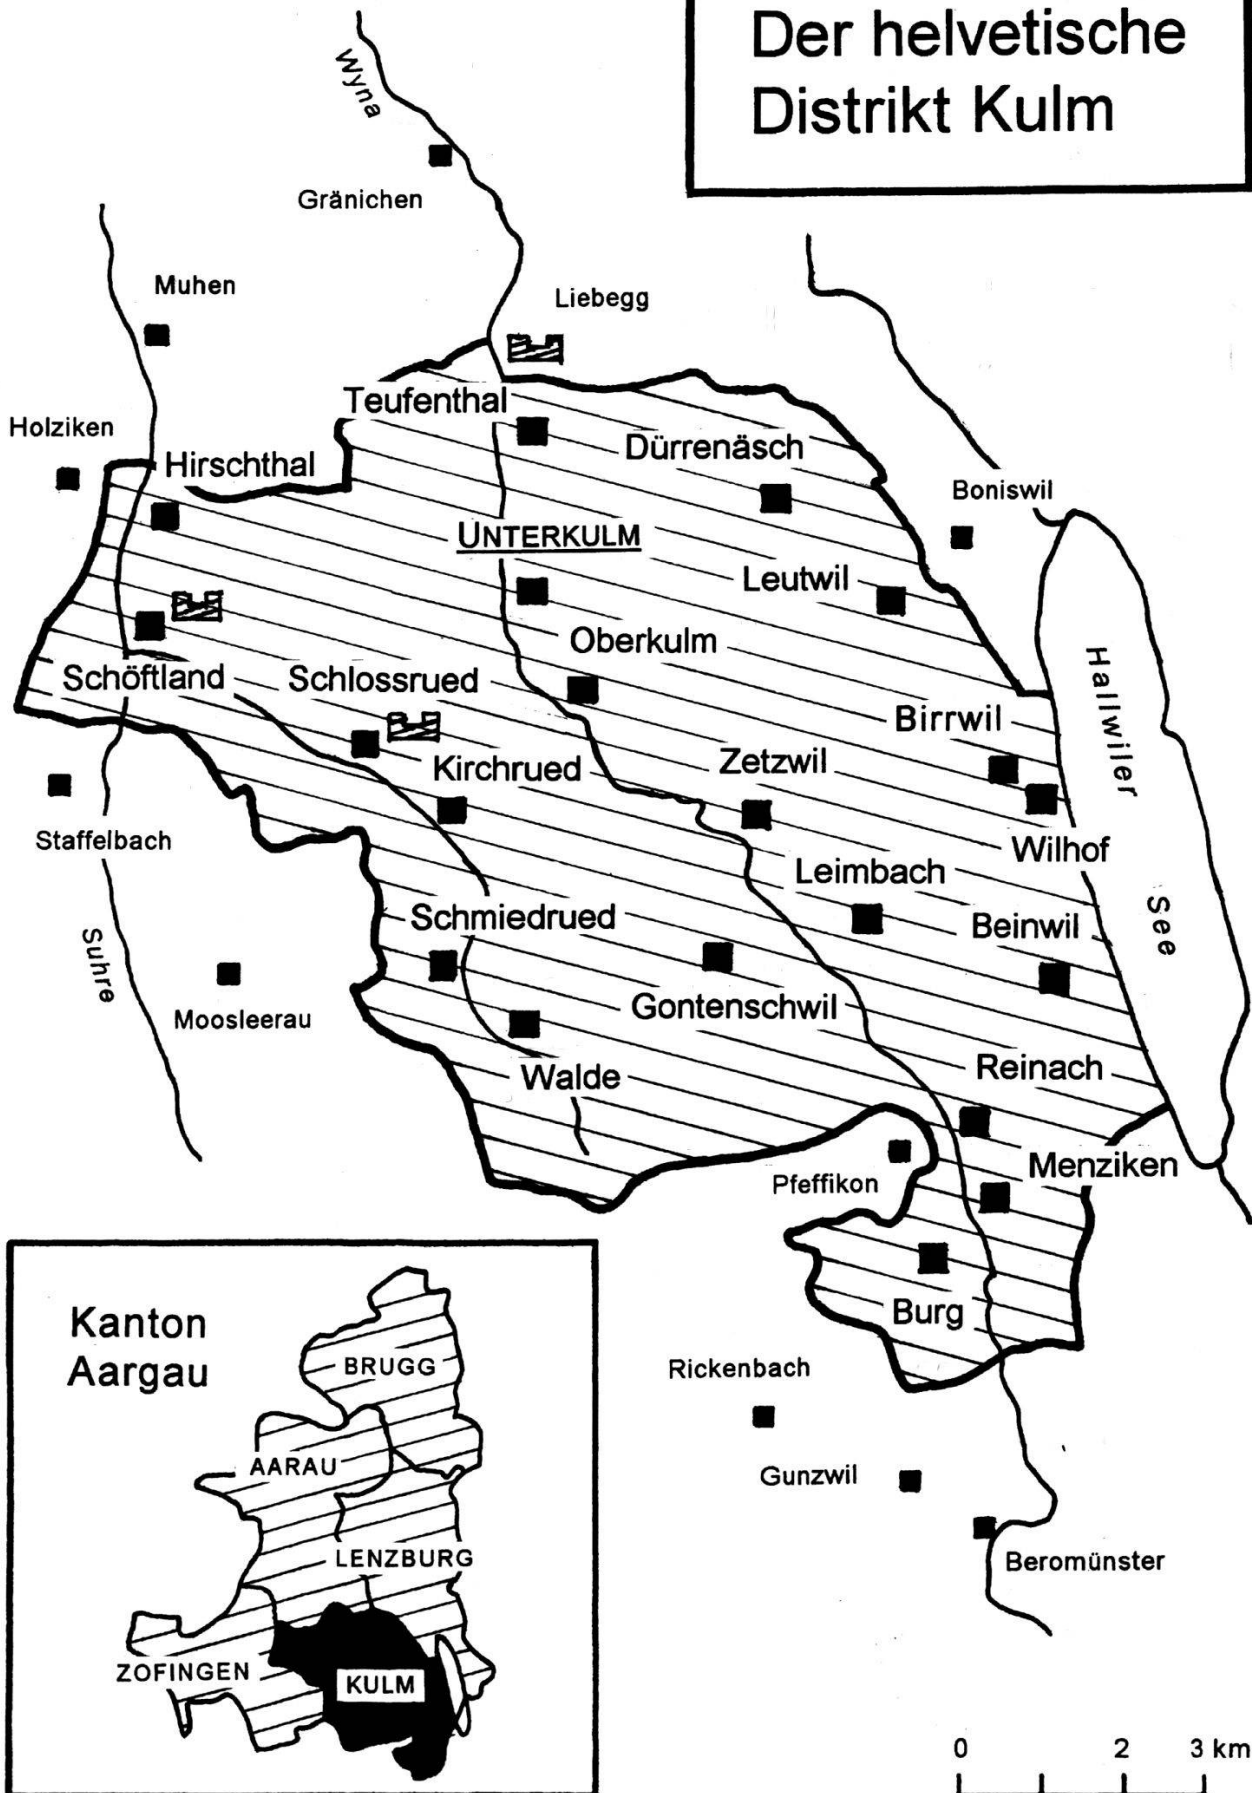 Der helvetische
Distrikt Kulm
Wyna
Gränichen
Muhen
Liebegg
Teufenthal
Holziken
Dürrenäsch
Hirschthal
Boniswil
UNTERKULM
Leutwil
Oberkulm
Schöftland
Schlossrued
Hallwiler
See
Birrwil
Kirchrued
Zetzwil
Staffelbach
Wilhof
Leimbach
Schmiedrued
Beinwil
Suhre
Gontenschwil
Moosleerau
Reinach
Walde
Menziken
Pfeffikon
Burg
Rickenbach
Gunzwil
Beromünster
Kanton
Aargau
BRUGG
AARAU
LENZBURG
ZOFINGEN
KULM
0 2 3 km